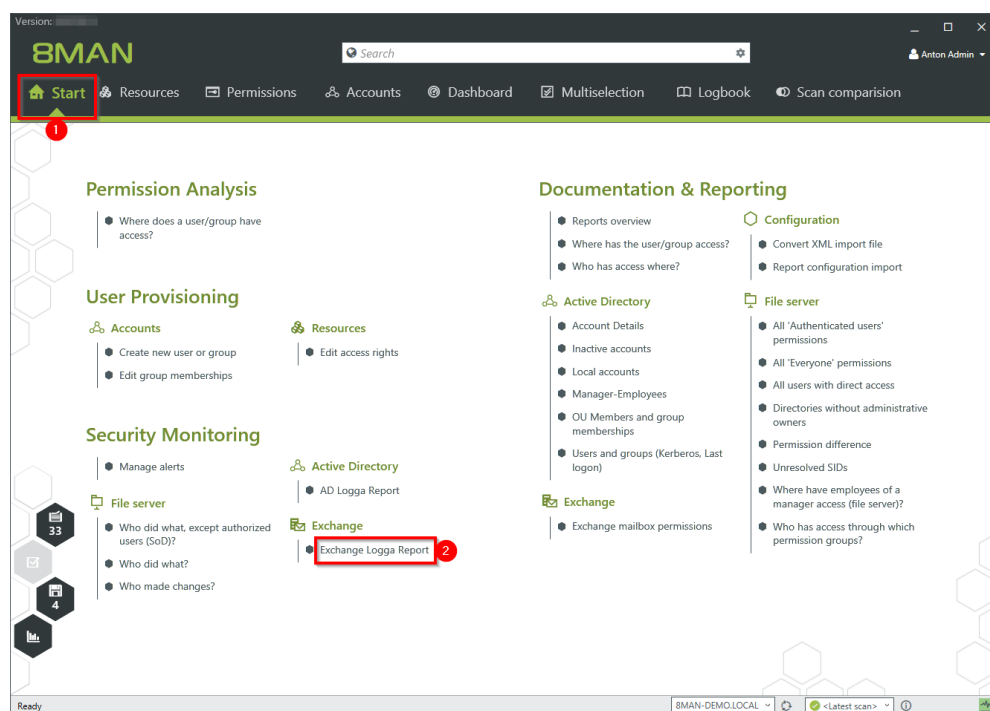 Version:
8MAN
Search
Anton Admin
Start
Resources
Permissions
Accounts
Dashboard
Multiselection
Logbook
Scan comparision
1
Permission Analysis
Where does a user/group have
access?
User Provisioning
Accounts
Create new user or group
Edit group memberships
Resources
Edit access rights
Security Monitoring
Manage alerts
File server
Who did what, except authorized
users (SoD)?
Who did what?
Who made changes?
Active Directory
AD Logga Report
Exchange
Exchange Logga Report
2
Documentation & Reporting
Reports overview
Where has the user/group access?
Who has access where?
Configuration
Convert XML import file
Report configuration import
Active Directory
Account Details
Inactive accounts
Local accounts
Manager-Employees
OU Members and group
memberships
Users and groups (Kerberos, Last
logon)
Exchange
Exchange mailbox permissions
File server
All 'Authenticated users'
permissions
All 'Everyone' permissions
All users with direct access
Directories without administrative
owners
Permission difference
Unresolved SIDs
Where have employees of a
manager access (file server)?
Who has access through which
permission groups?
33
4
Ready
8MAN-DEMO.LOCAL
<Latest scan>